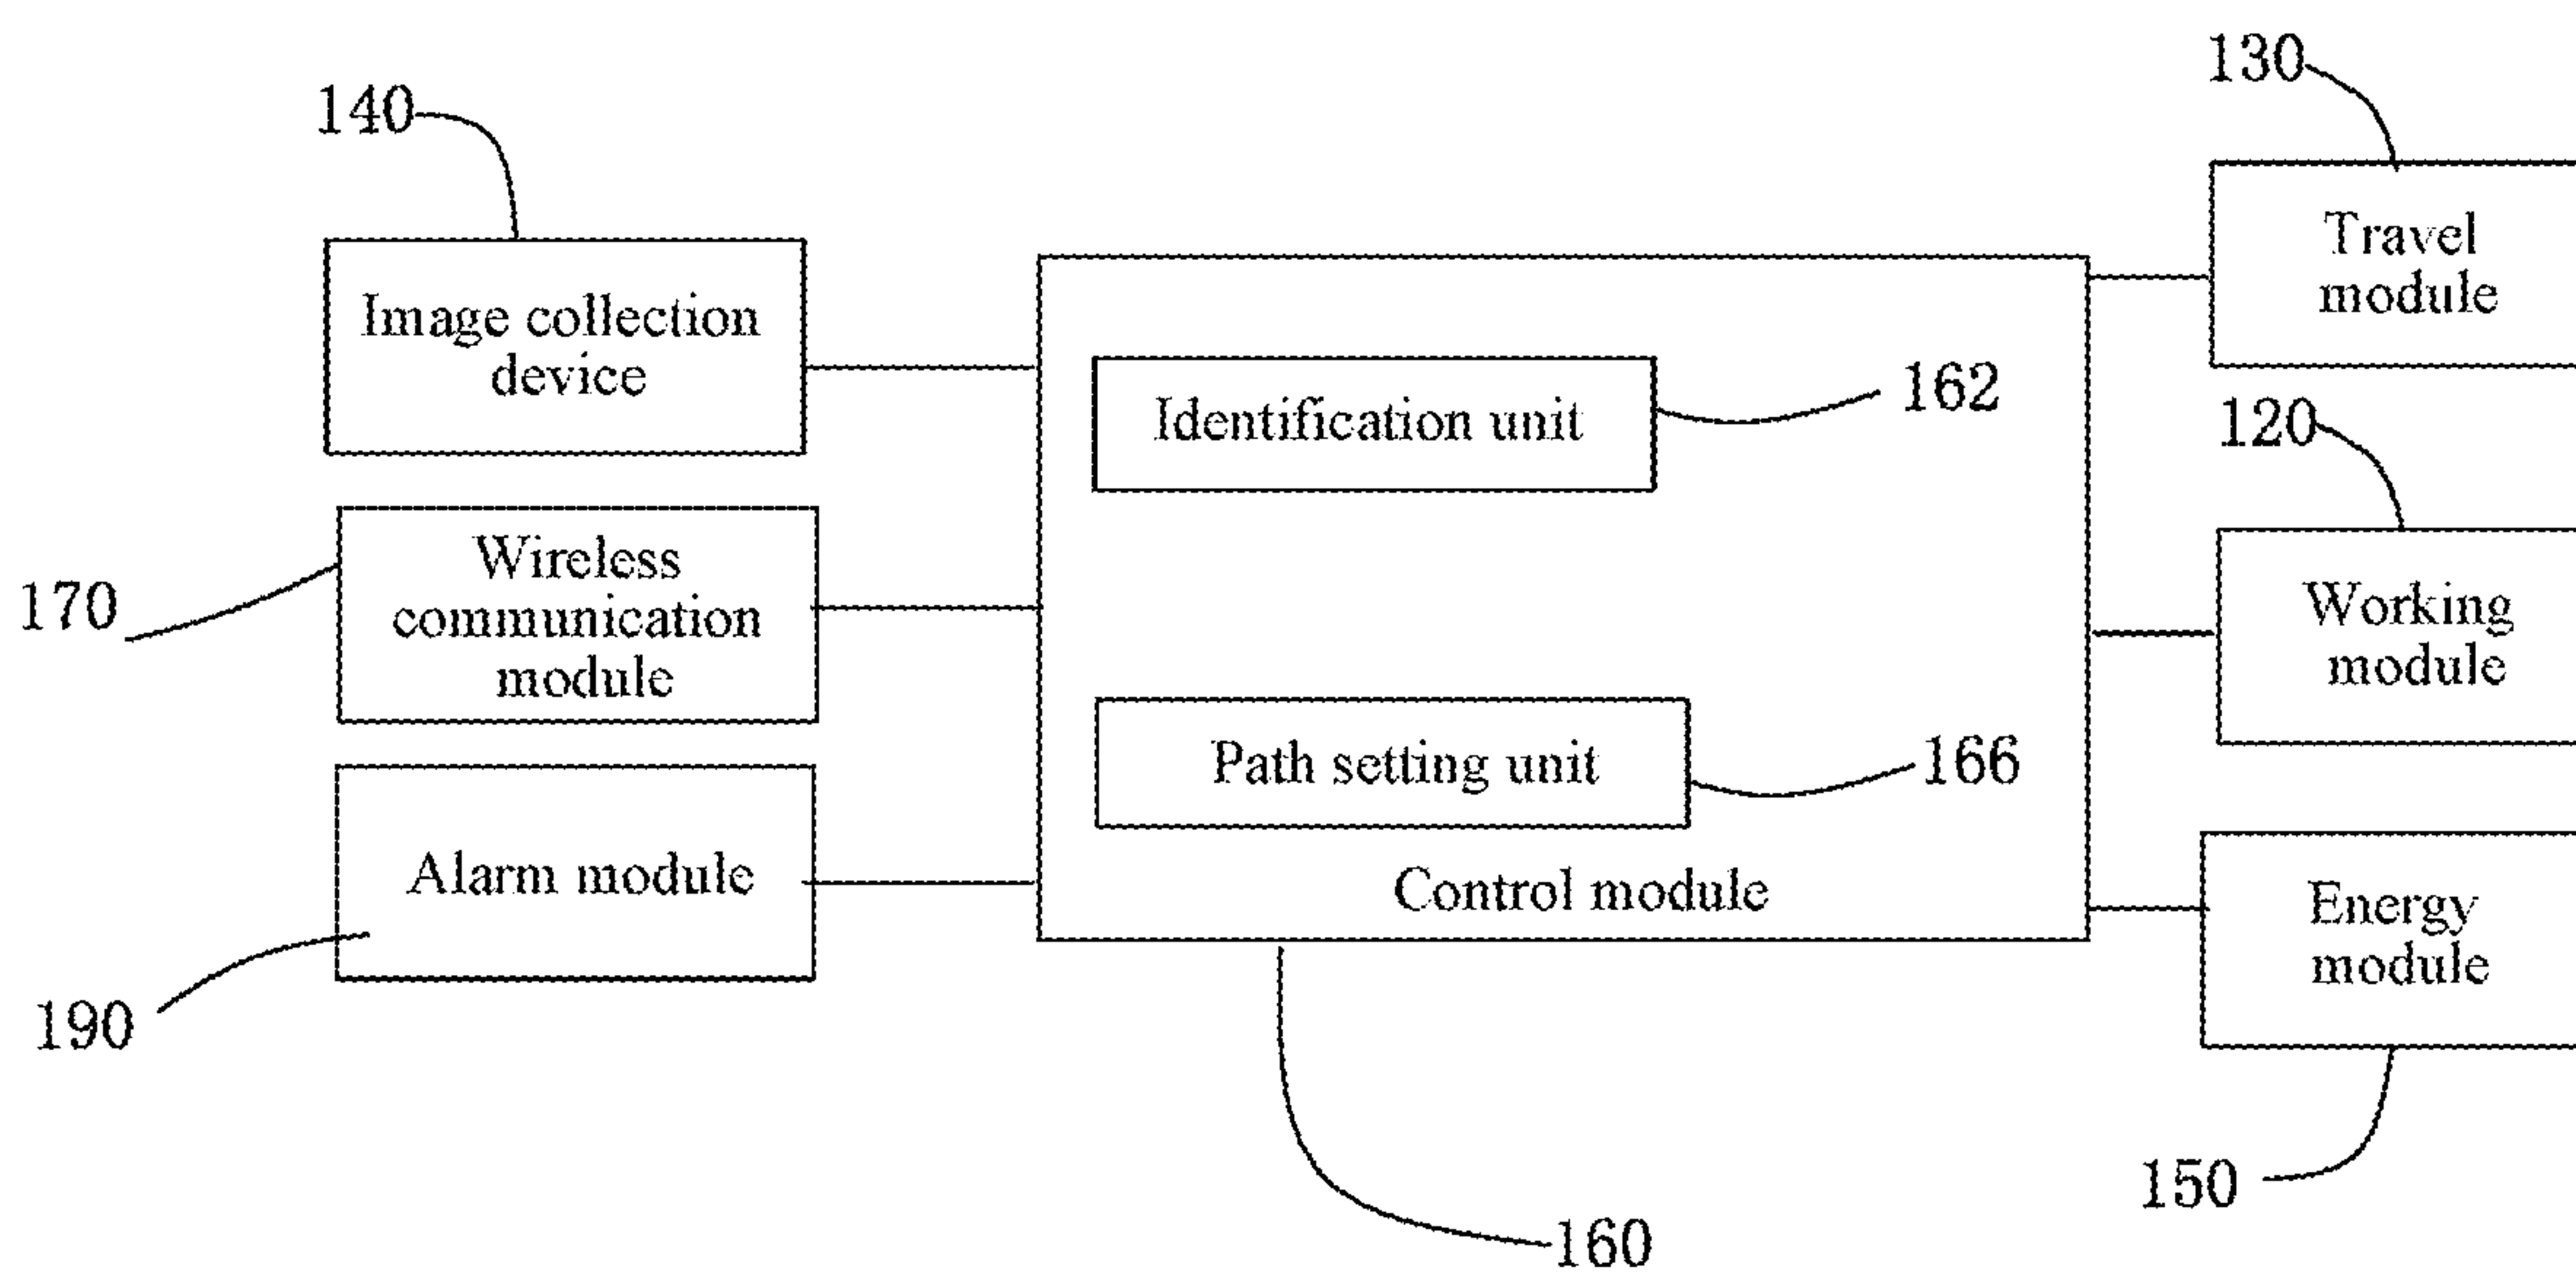 130
140
Travel
module
Image collection
device
Identification unit
162
120
Wireless
communication
module
170
Working
module
Path setting unit
166
Alarm module
Control module
Energy
module
190
150
160